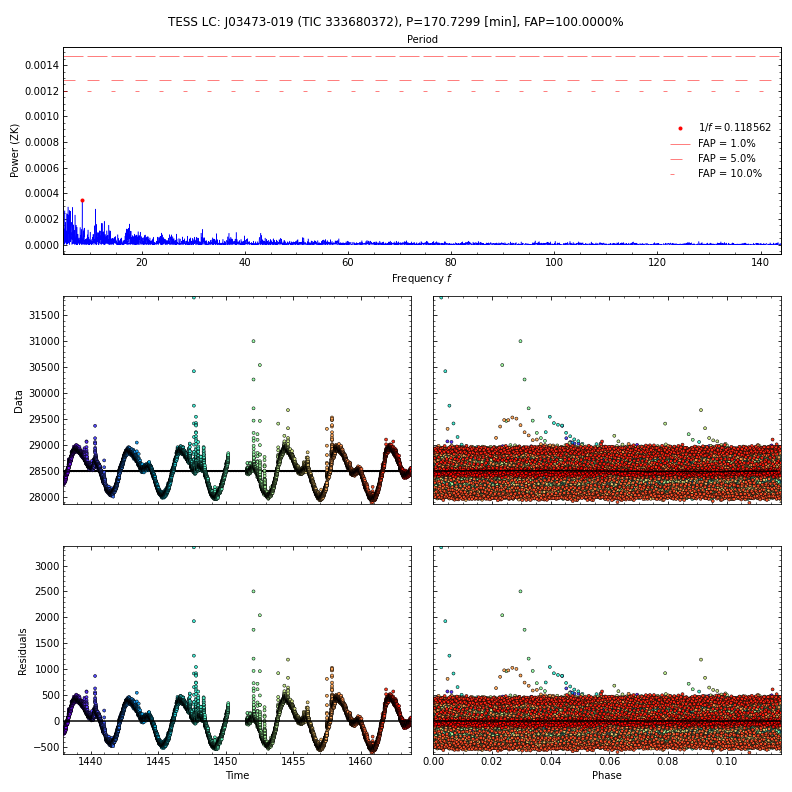 TESS LC: J03473-019 (TIC 333680372), P=170.7299 [min], FAP=100.0000%
Period
0.0014
0.0012
0.0010
0.0008
0.0006
0.0004
0.0002
0.0000
Power (ZK)
1/f = 0.118562
FAP = 1.0%
FAP = 5.0%
FAP = 10.0%
20 40 60 80 100 120 140
Frequency f
31500
31000
30500
30000
29500
29000
28500
28000
Data
3000
2500
2000
1500
1000
500
0
−500
Residuals
1440 1445 1450 1455 1460
Time
0.00 0.02 0.04 0.06 0.08 0.10
Phase